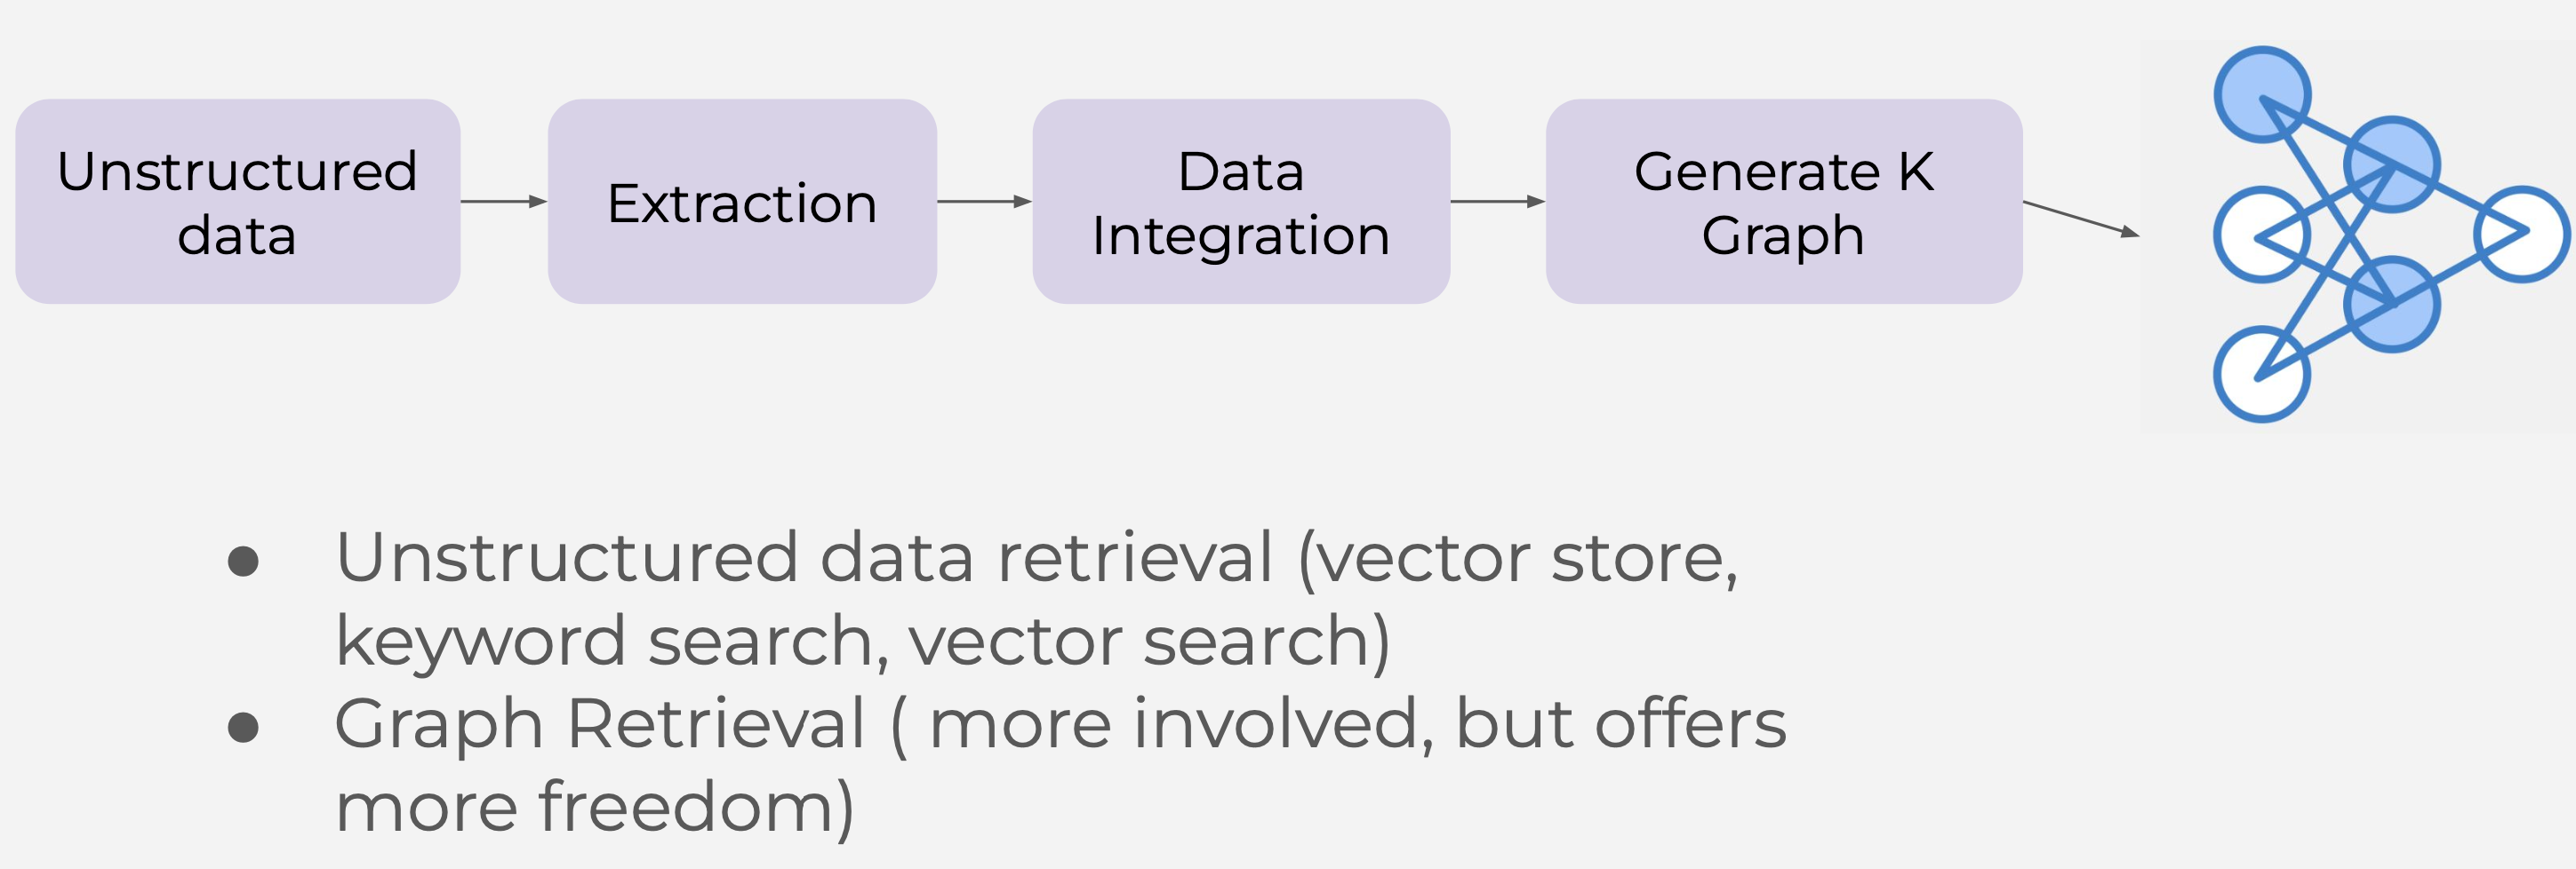 Unstructured
data
Extraction
Data
Integration
Generate K
Graph
● Unstructured data retrieval (vector store,
keyword search, vector search)
● Graph Retrieval ( more involved, but offers
more freedom)